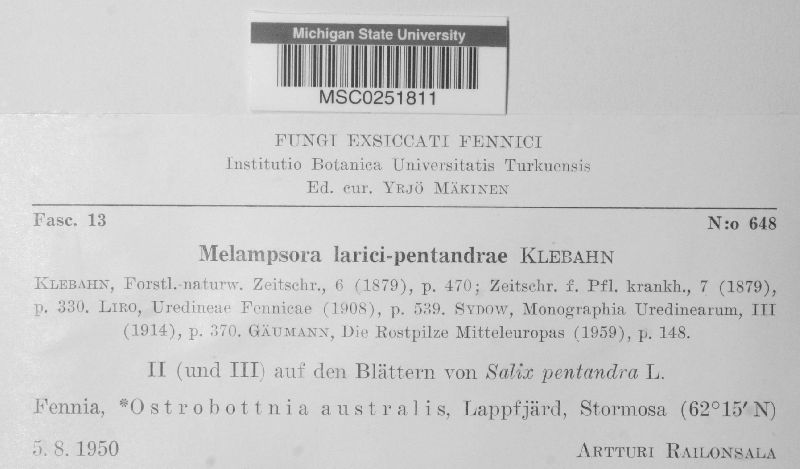 Michigan State University
MSC0251811
FUNGI EXSICCATI FENNICI
Institutio Botanica Universitatis Turkuensis
Ed. cur. YRJÖ MÄKINEN
Fasc. 13 N:o 648
Melampsora larici-pentandrae KLEBAHN
KLEBAHN, Forstl.-naturw. Zeitschr., 6 (1879), p. 470; Zeitschr. f. Pfl. krankh., 7 (1879),
p. 330. LIRO, Uredineae Fennicae (1908), p. 539. SYDOW, Monographia Uredinearum, III
(1914), p. 370. GÄUMANN, Die Rostpilze Mitteleuropas (1959), p. 148.
II (und III) auf den Blättern von Salix pentandra L.
Fennia, *Ostrobottnia australis, Lappfjärd, Stormosa (62°15′ N)
5. 8. 1950 ARTTURI RAILONSALA